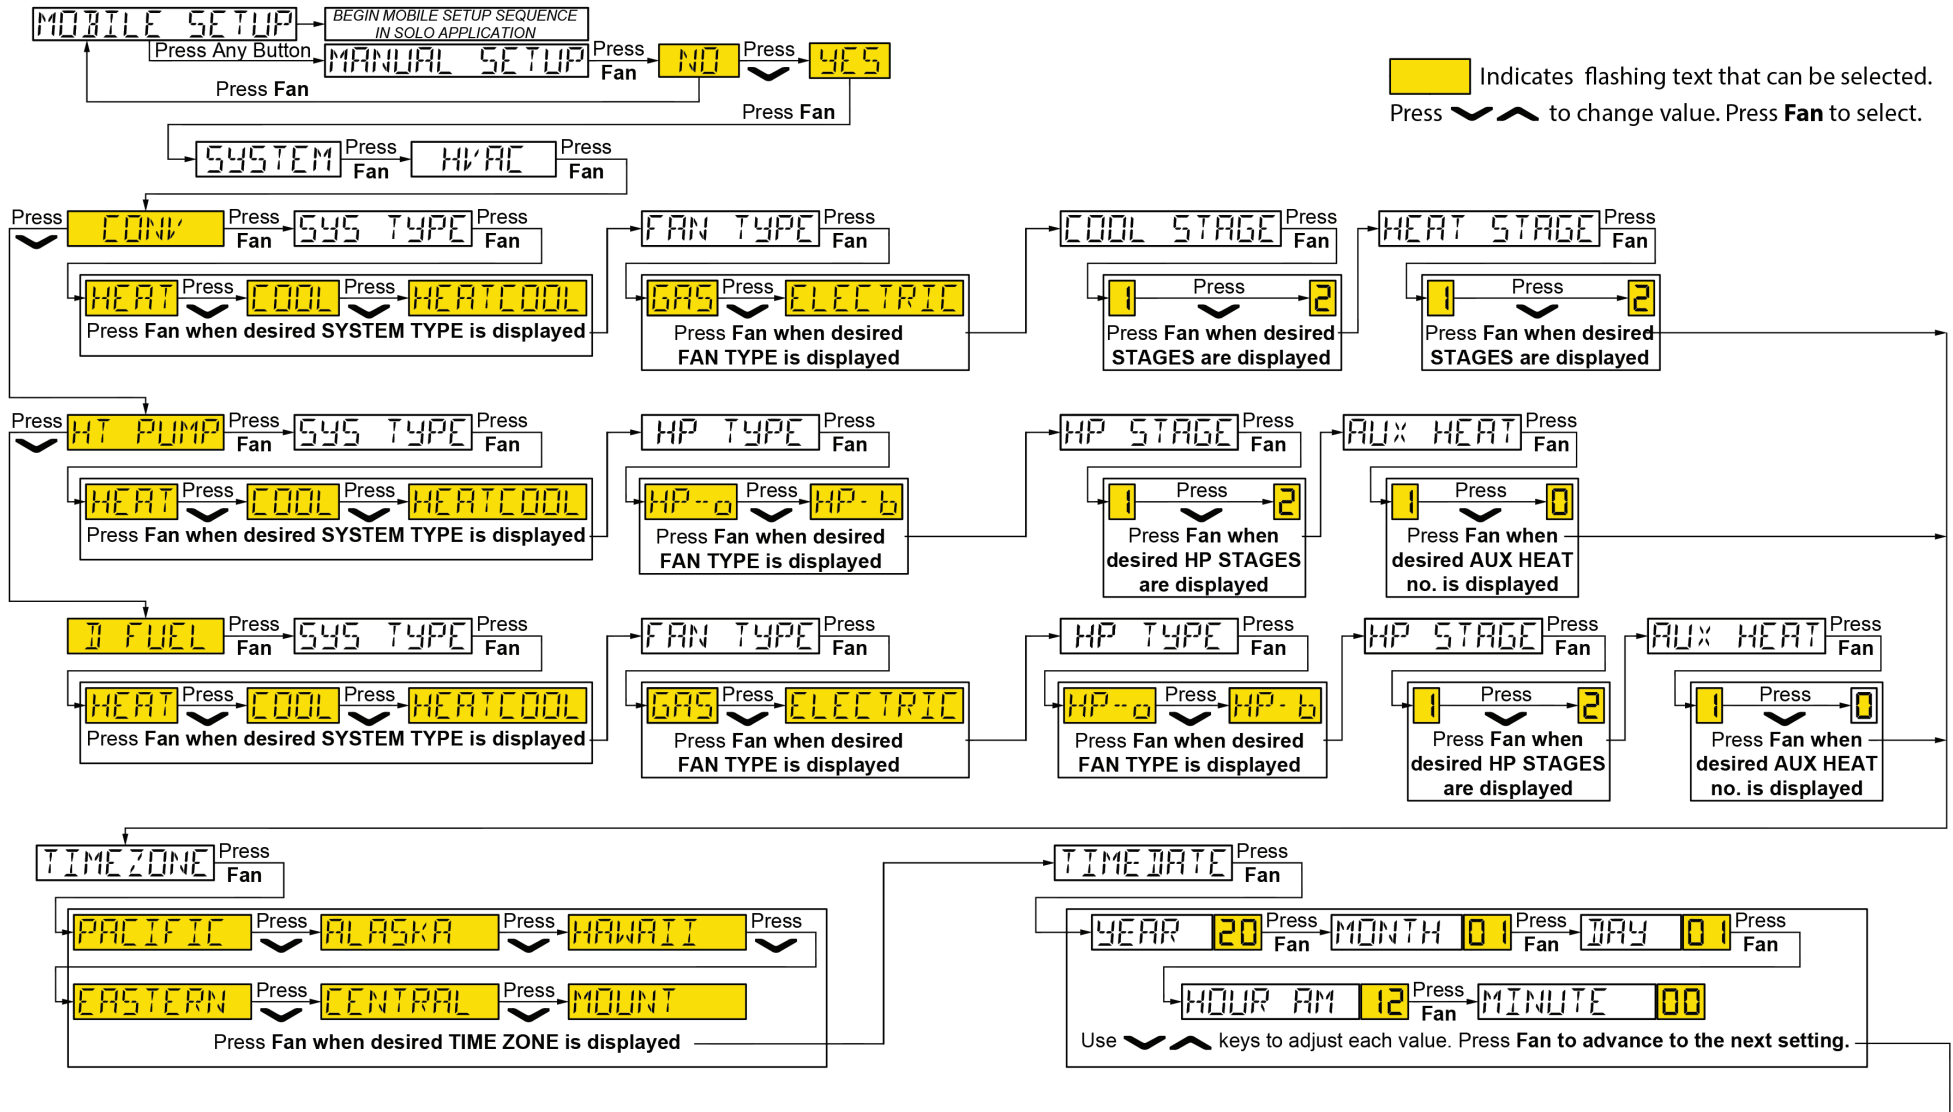 MOBILE SETUP
BEGIN MOBILE SETUP SEQUENCE
IN SOLO APPLICATION
Press Any Button
MANUAL SETUP
Press
Fan
NO
Press
YES
Press Fan
Press Fan
Indicates flashing text that can be selected.
Press to change value. Press Fan to select.
SYSTEM
Press
Fan
HVAC
Press
Fan
Press
CONV
Press
Fan
SYS TYPE
Press
Fan
FAN TYPE
Press
Fan
COOL STAGE
Press
Fan
HEAT STAGE
Press
Fan
HEAT
Press
COOL
Press
HEATCOOL
Press Fan when desired SYSTEM TYPE is displayed
GAS
Press
ELECTRIC
Press Fan when desired
FAN TYPE is displayed
1
Press
2
Press Fan when desired
STAGES are displayed
1
Press
2
Press Fan when desired
STAGES are displayed
Press
HT PUMP
Press
Fan
SYS TYPE
Press
Fan
HP TYPE
Press
Fan
HP STAGE
Press
Fan
AUX HEAT
Press
Fan
HEAT
Press
COOL
Press
HEATCOOL
Press Fan when desired SYSTEM TYPE is displayed
HP-o
Press
HP-b
Press Fan when desired
FAN TYPE is displayed
1
Press
2
Press Fan when
desired HP STAGES
are displayed
1
Press
0
Press Fan when
desired AUX HEAT
no. is displayed
D FUEL
Press
Fan
SYS TYPE
Press
Fan
FAN TYPE
Press
Fan
HP TYPE
Press
Fan
HP STAGE
Press
Fan
AUX HEAT
Press
Fan
HEAT
Press
COOL
Press
HEATCOOL
Press Fan when desired SYSTEM TYPE is displayed
GAS
Press
ELECTRIC
Press Fan when desired
FAN TYPE is displayed
HP-o
Press
HP-b
Press Fan when desired
FAN TYPE is displayed
1
Press
2
Press Fan when
desired HP STAGES
are displayed
1
Press
0
Press Fan when
desired AUX HEAT
no. is displayed
TIMEZONE
Press
Fan
PACIFIC
Press
ALASKA
Press
HAWAII
Press
EASTERN
Press
CENTRAL
Press
MOUNT
Press Fan when desired TIME ZONE is displayed
TIMEDATE
Press
Fan
YEAR 20
Press
Fan
MONTH 01
Press
Fan
DAY 01
Press
Fan
HOUR AM 12
Press
Fan
MINUTE 00
Use keys to adjust each value. Press Fan to advance to the next setting.